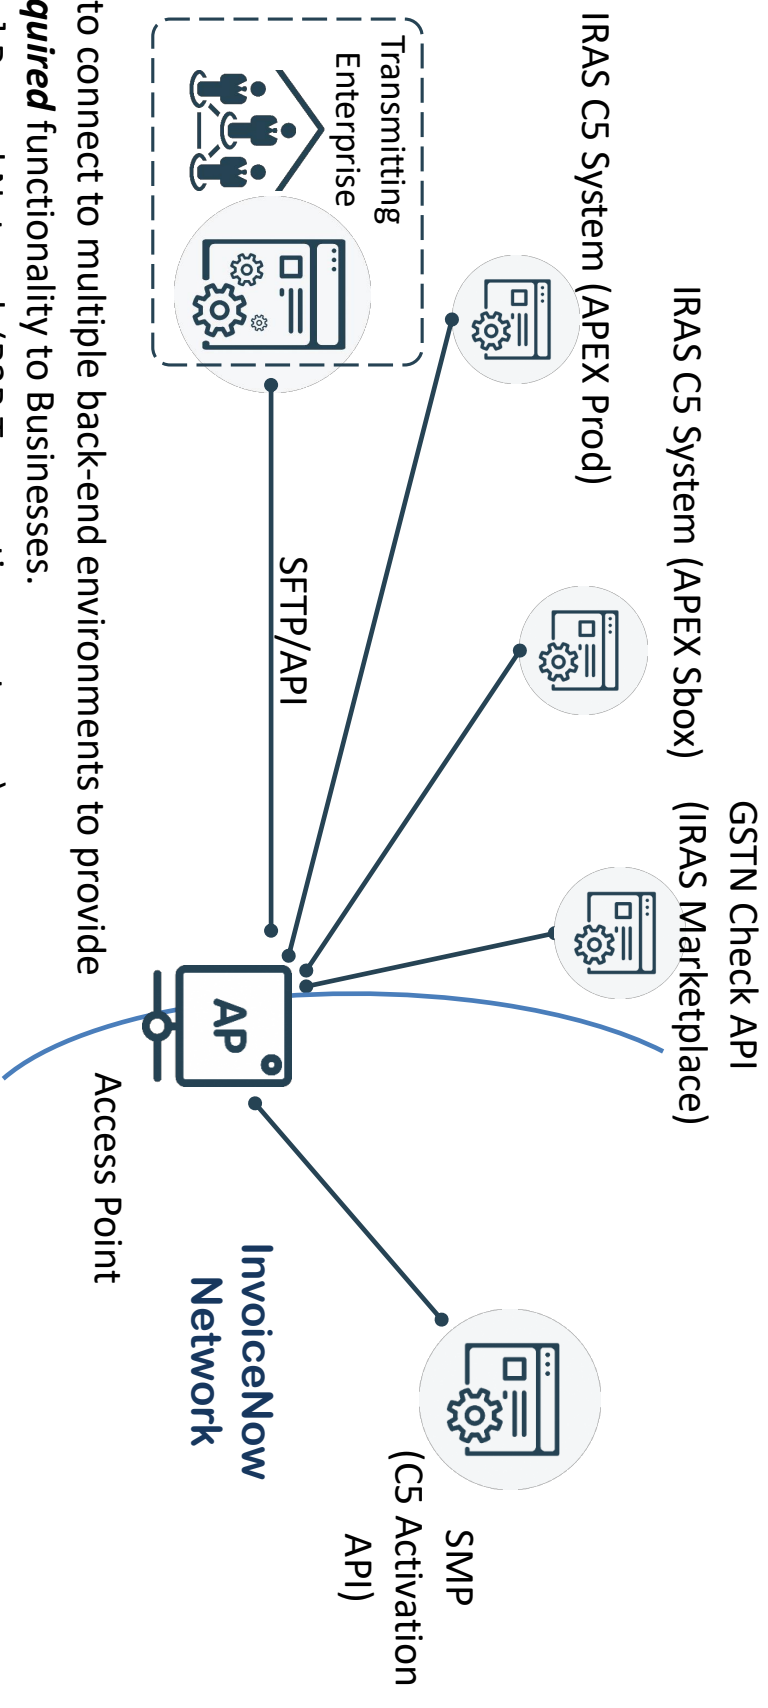 IRAS C5 System (APEX Sbox)
GSTN Check API
(IRAS Marketplace)
IRAS C5 System (APEX Prod)
Transmitting
Enterprise
SFTP/API
AP
SMP
(C5 Activation
API)
InvoiceNow
Network
Access Point
to connect to multiple back-end environments to provide
quired functionality to Businesses.